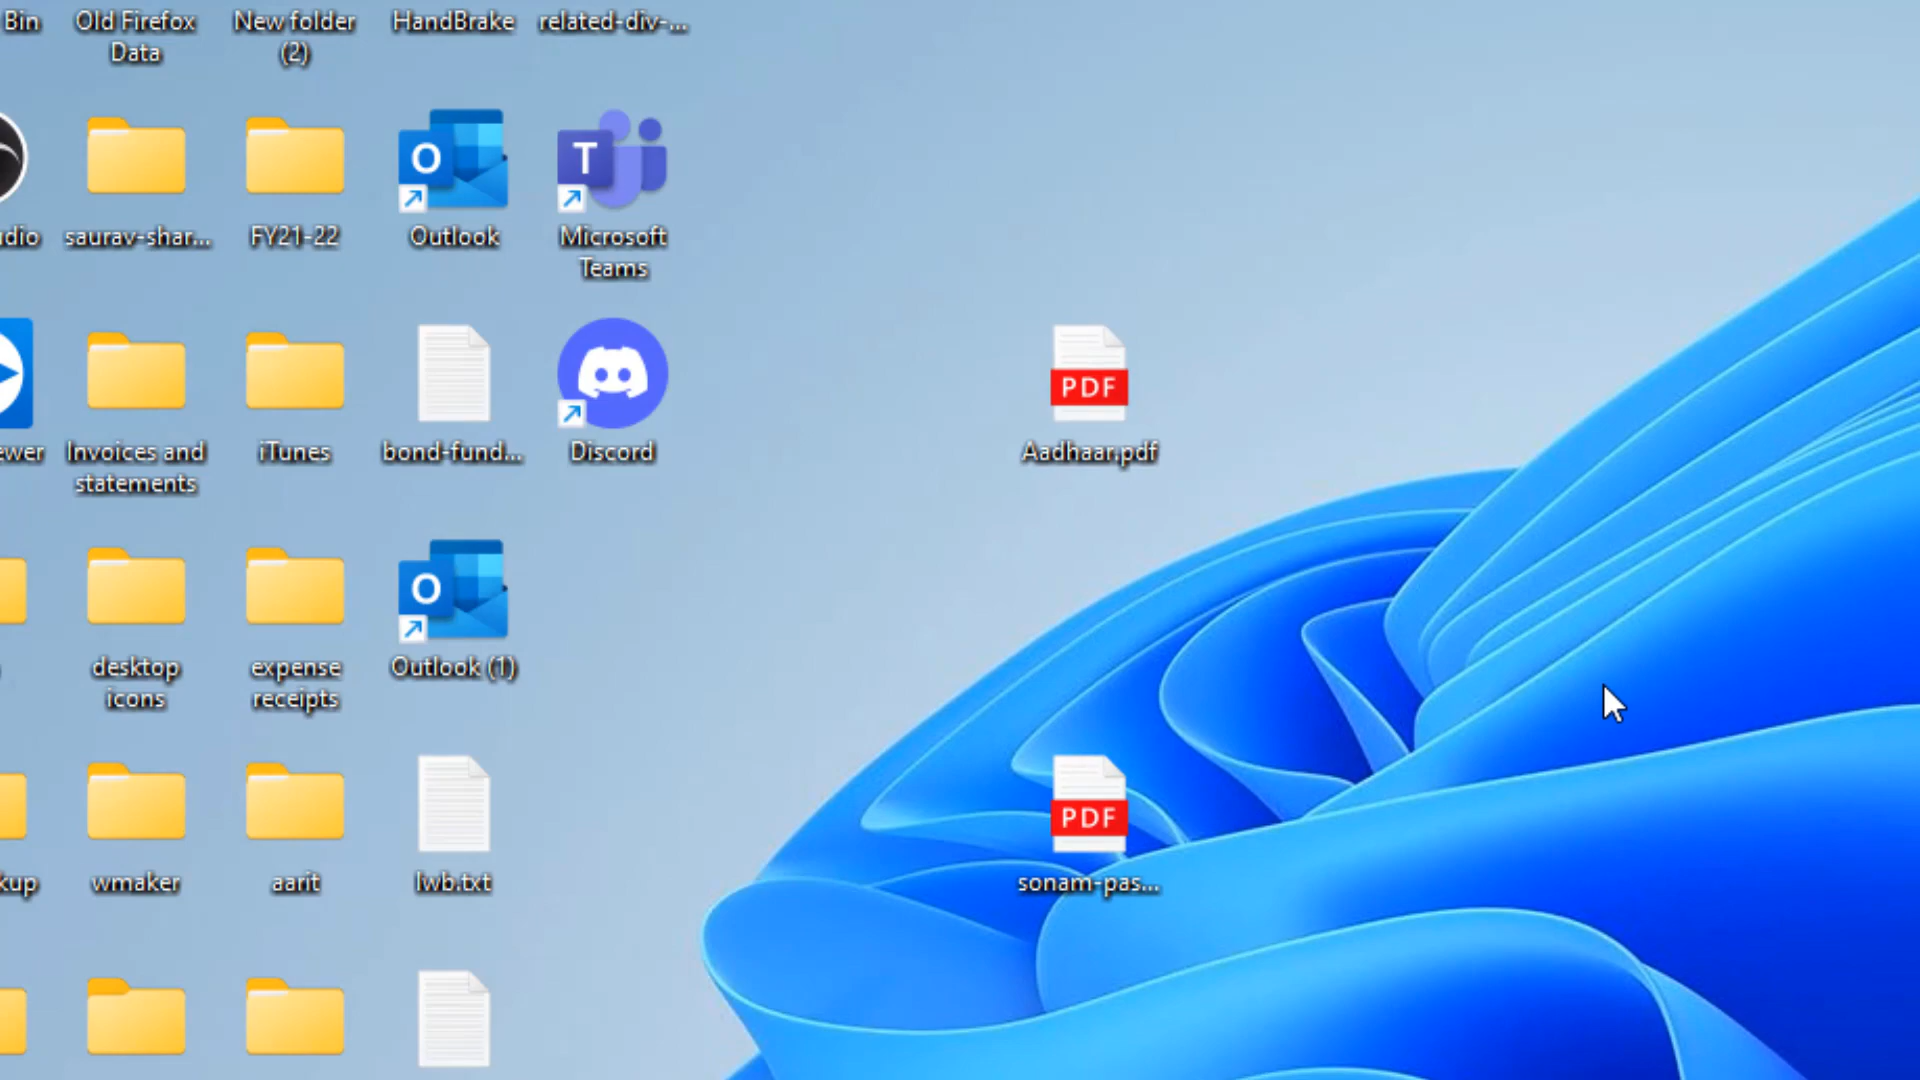 Bin
Old Firefox
Data
New folder
(2)
HandBrake
related-div-...
dio
saurav-shar...
FY21-22
O
Outlook
T
Microsoft
Teams
ewer
Invoices and
statements
iTunes
bond-fund...
Discord
PDF
Aadhaar.pdf
desktop
icons
expense
receipts
O
Outlook (1)
kup
wmaker
aarit
lwb.txt
PDF
sonam-pas...